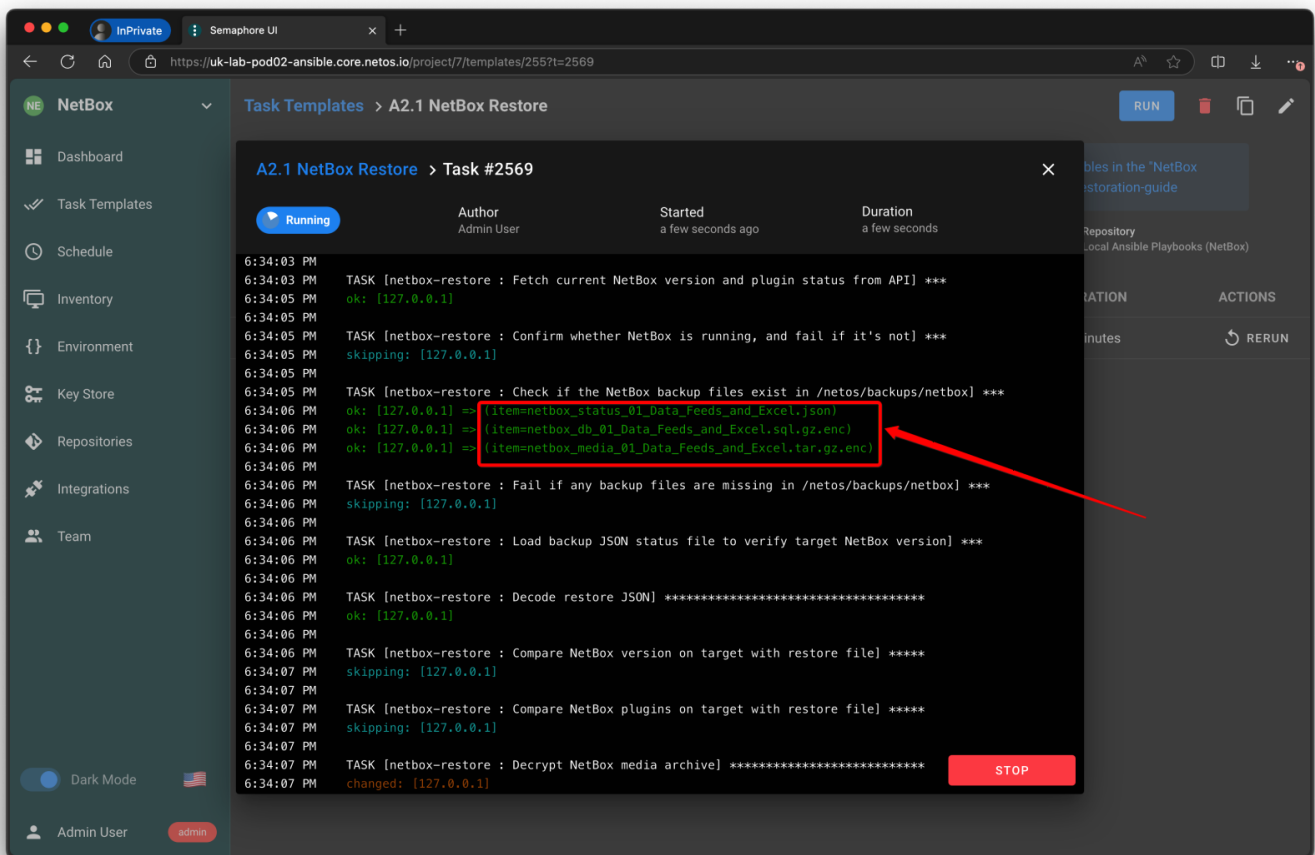 InPrivate
Semaphore UI
https://uk-lab-pod02-ansible.core.netos.io/project/7/templates/255?t=2569
NE
NetBox
Task Templates > A2.1 NetBox Restore
RUN
Dashboard
Task Templates
Schedule
Inventory
Environment
Key Store
Repositories
Integrations
Team
Dark Mode
Admin User
admin
bles in the "NetBox
estoration-guide
Repository
Local Ansible Playbooks (NetBox)
RATION
ACTIONS
inutes
RERUN
A2.1 NetBox Restore > Task #2569
Running
Author
Admin User
Started
a few seconds ago
Duration
a few seconds
6:34:03 PM
6:34:03 PM TASK [netbox-restore : Fetch current NetBox version and plugin status from API] ***
6:34:05 PM ok: [127.0.0.1]
6:34:05 PM
6:34:05 PM TASK [netbox-restore : Confirm whether NetBox is running, and fail if it's not] ***
6:34:05 PM skipping: [127.0.0.1]
6:34:05 PM
6:34:05 PM TASK [netbox-restore : Check if the NetBox backup files exist in /netos/backups/netbox] ***
6:34:06 PM ok: [127.0.0.1] => (item=netbox_status_01_Data_Feeds_and_Excel.json)
6:34:06 PM ok: [127.0.0.1] => (item=netbox_db_01_Data_Feeds_and_Excel.sql.gz.enc)
6:34:06 PM ok: [127.0.0.1] => (item=netbox_media_01_Data_Feeds_and_Excel.tar.gz.enc)
6:34:06 PM
6:34:06 PM TASK [netbox-restore : Fail if any backup files are missing in /netos/backups/netbox] ***
6:34:06 PM skipping: [127.0.0.1]
6:34:06 PM
6:34:06 PM TASK [netbox-restore : Load backup JSON status file to verify target NetBox version] ***
6:34:06 PM ok: [127.0.0.1]
6:34:06 PM
6:34:06 PM TASK [netbox-restore : Decode restore JSON] ************************************
6:34:06 PM ok: [127.0.0.1]
6:34:06 PM
6:34:06 PM TASK [netbox-restore : Compare NetBox version on target with restore file] *****
6:34:07 PM skipping: [127.0.0.1]
6:34:07 PM
6:34:07 PM TASK [netbox-restore : Compare NetBox plugins on target with restore file] *****
6:34:07 PM skipping: [127.0.0.1]
6:34:07 PM
6:34:07 PM TASK [netbox-restore : Decrypt NetBox media archive] ***************************
6:34:07 PM changed: [127.0.0.1]
STOP